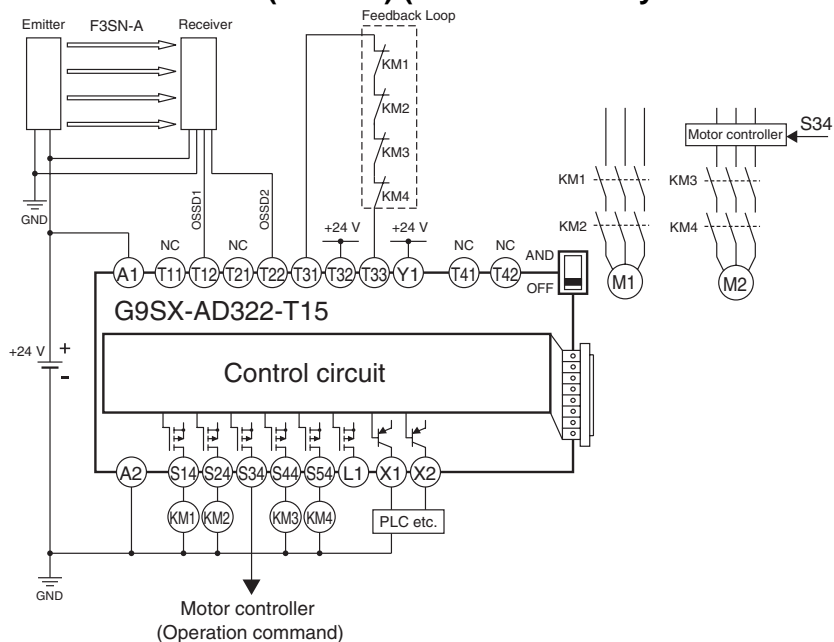 Feedback Loop
Emitter F3SN-A Receiver
KM1
KM2
KM3
KM4
S34
Motor controller
KM1 KM3
KM2 KM4
M1 M2
OSSD1
OSSD2
GND
+24 V +24 V
NC NC NC NC
AND
OFF
A1 T11 T12 T21 T22 T31 T32 T33 Y1 T41 T42
G9SX-AD322-T15
+24 V
+
-
Control circuit
A2 S14 S24 S34 S44 S54 L1 X1 X2
KM1 KM2 KM3 KM4 PLC etc.
GND
Motor controller
(Operation command)